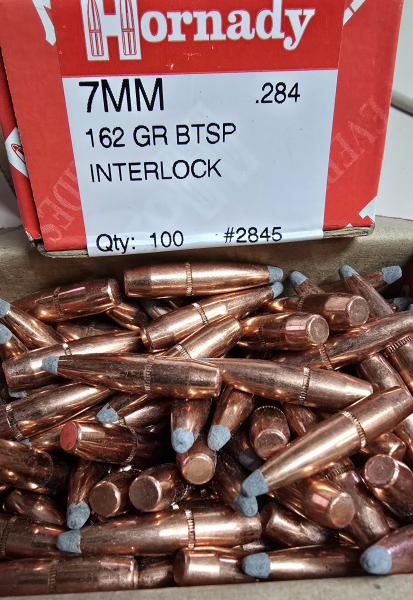 Hornady
7MM .284
162 GR BTSP
INTERLOCK
Qty: 100 #2845